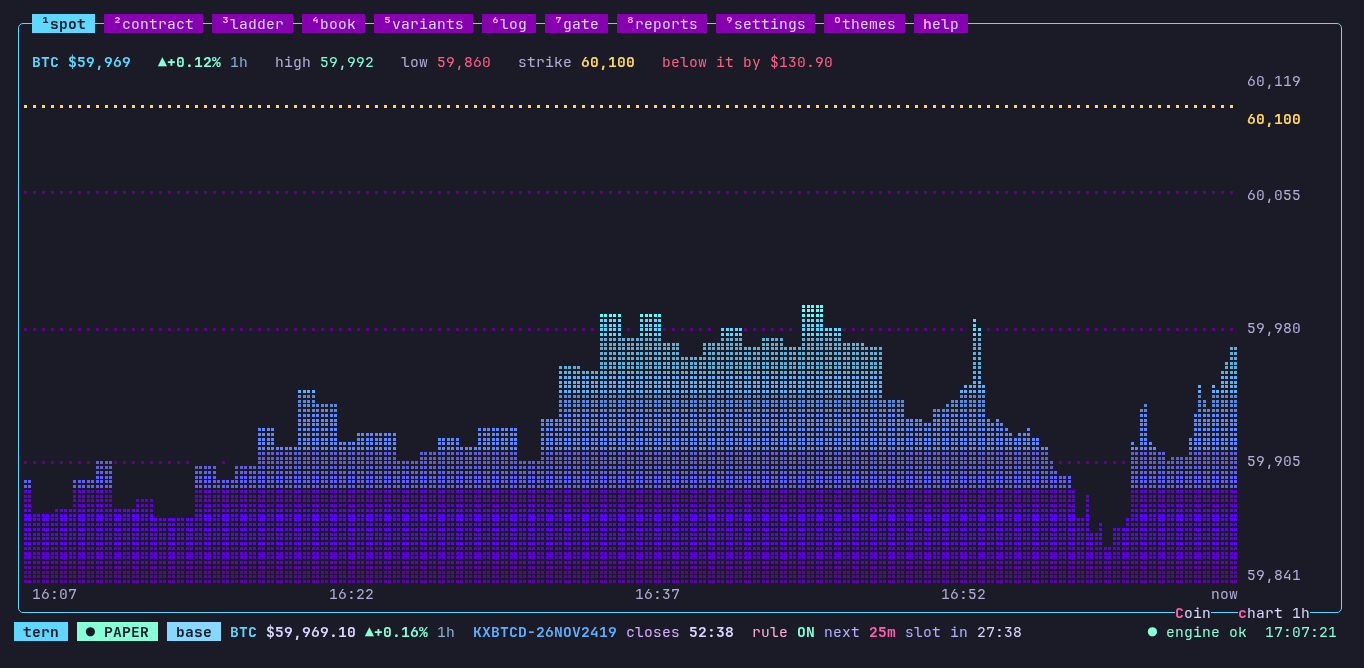 ¹spot ²contract ³ladder ⁴book ⁵variants ⁶log ⁷gate ⁸reports ⁹settings ⁰themes help
BTC $59,969 ▲+0.12% 1h high 59,992 low 59,860 strike 60,100 below it by $130.90
60,119
60,100
60,055
59,980
59,905
59,841
16:07 16:22 16:37 16:52 now
Coin chart 1h
tern ● PAPER base BTC $59,969.10 ▲+0.16% 1h KXBTCD-26NOV2419 closes 52:38 rule ON next 25m slot in 27:38 ● engine ok 17:07:21